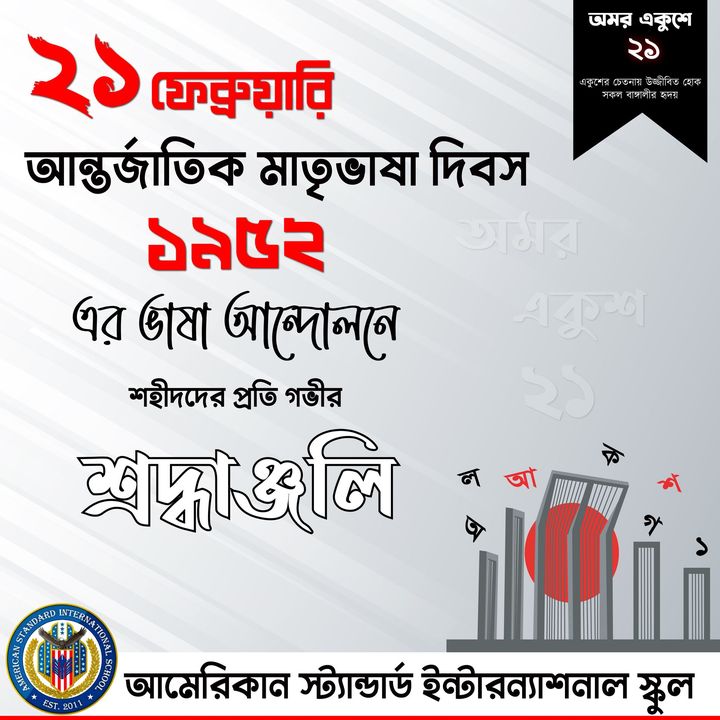 অমর একুশে
২১
একুশের চেতনায় উজ্জীবিত হোক
সকল বাঙ্গালীর হৃদয়
২১ ফেব্রুয়ারি
আন্তর্জাতিক মাতৃভাষা দিবস
১৯৫২
এর ভাষা আন্দোলনে
শহীদদের প্রতি গভীর
শ্রদ্ধাঞ্জলি
অমর
একুশ
২১
ল আ ক শ
অ গ ১
AMERICAN STANDARD INTERNATIONAL SCHOOL
EST. 2011
আমেরিকান স্ট্যান্ডার্ড ইন্টারন্যাশনাল স্কুল